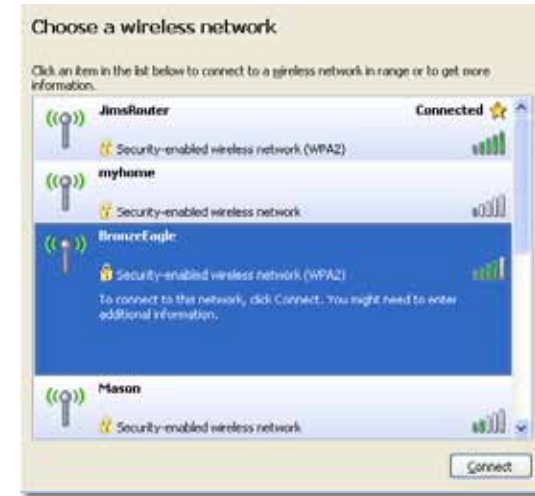 Choose a wireless network
Click an item in the list below to connect to a wireless network in range or to get more
information.
JimsRouter Connected
Security-enabled wireless network (WPA2)
myhome
Security-enabled wireless network
BronzeEagle
Security-enabled wireless network (WPA2)
To connect to this network, click Connect. You might need to enter
additional information.
Mason
Security-enabled wireless network
Connect